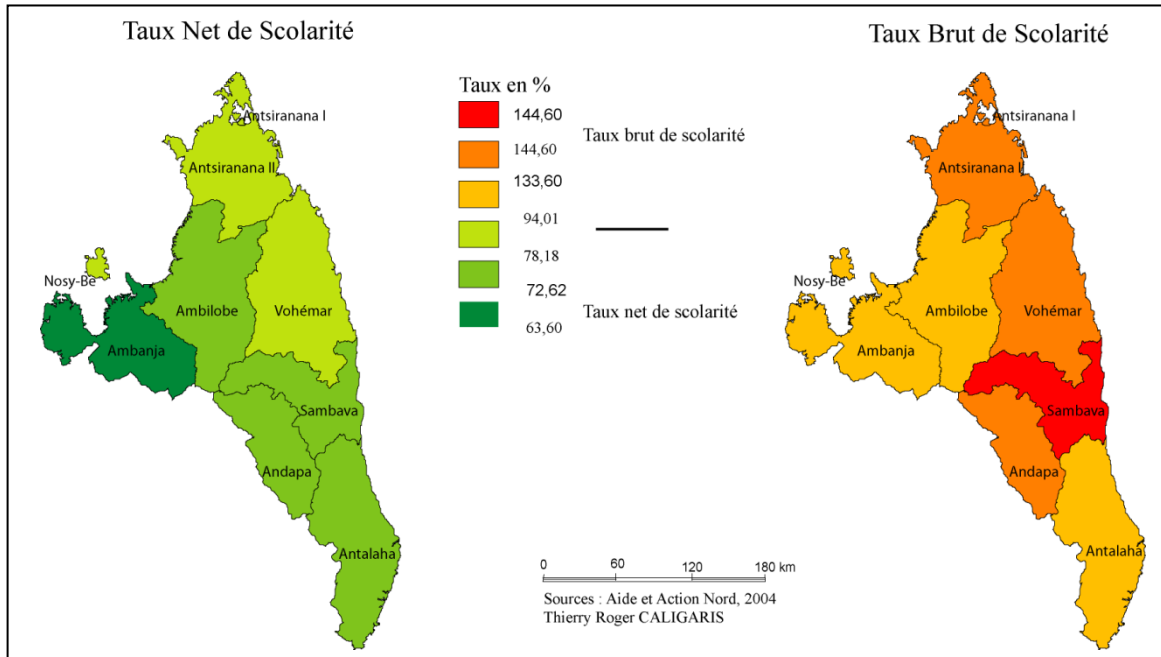 Taux Net de Scolarité
Taux Brut de Scolarité
Antsiranana I
Antsiranana II
Nosy-Be
Ambilobe
Vohémar
Ambanja
Sambava
Andapa
Antalaha
Taux en %
144,60
144,60
133,60
94,01
78,18
72,62
63,60
Taux brut de scolarité
Taux net de scolarité
Antsiranana I
Antsiranana II
Nosy-Be
Ambilobe
Vohémar
Ambanja
Sambava
Andapa
Antalaha
0 60 120 180 km
Sources : Aide et Action Nord, 2004
Thierry Roger CALIGARIS